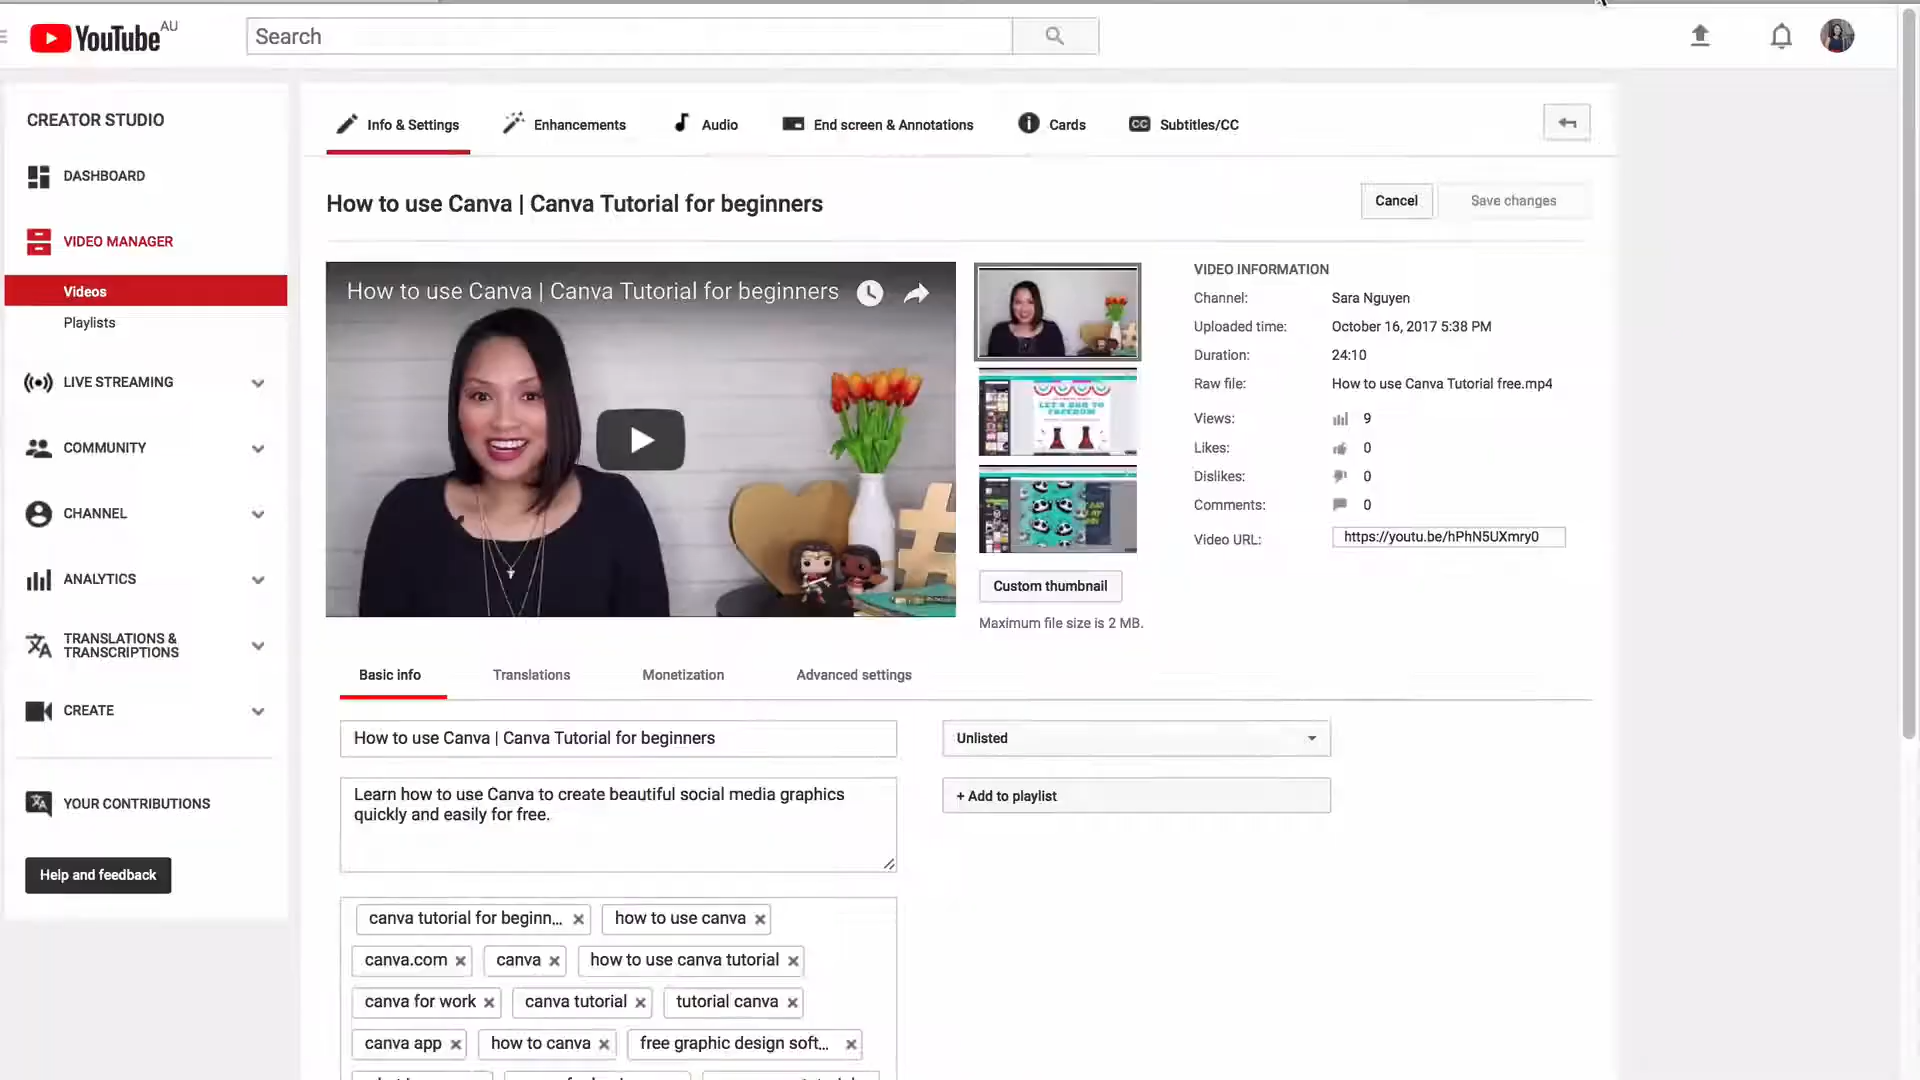 YouTube AU
Search
CREATOR STUDIO
DASHBOARD
VIDEO MANAGER
Videos
Playlists
LIVE STREAMING
COMMUNITY
CHANNEL
ANALYTICS
TRANSLATIONS &
TRANSCRIPTIONS
CREATE
YOUR CONTRIBUTIONS
Help and feedback
Info & Settings
Enhancements
Audio
End screen & Annotations
Cards
CC Subtitles/CC
How to use Canva | Canva Tutorial for beginners
Cancel
Save changes
How to use Canva | Canva Tutorial for beginners
LET'S BBQ TO
FREEDOM
Custom thumbnail
Maximum file size is 2 MB.
VIDEO INFORMATION
Channel: Sara Nguyen
Uploaded time: October 16, 2017 5:38 PM
Duration: 24:10
Raw file: How to use Canva Tutorial free.mp4
Views: 9
Likes: 0
Dislikes: 0
Comments: 0
Video URL: https://youtu.be/hPhN5UXmry0
Basic info
Translations
Monetization
Advanced settings
How to use Canva | Canva Tutorial for beginners
Learn how to use Canva to create beautiful social media graphics
quickly and easily for free.
Unlisted
+ Add to playlist
canva tutorial for beginn... × how to use canva ×
canva.com × canva × how to use canva tutorial ×
canva for work × canva tutorial × tutorial canva ×
canva app × how to canva × free graphic design soft... ×